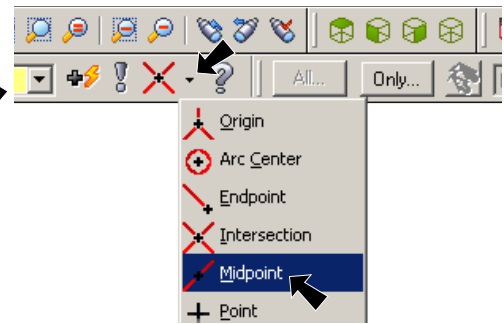 All... Only...
Origin
Arc Center
Endpoint
Intersection
Midpoint
Point